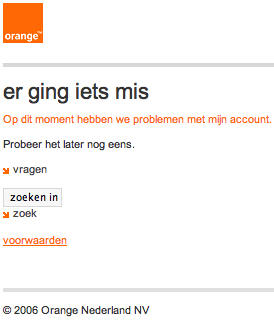 orange™
er ging iets mis
Op dit moment hebben we problemen met mijn account.
Probeer het later nog eens.
vragen
zoeken in
zoek
voorwaarden
© 2006 Orange Nederland NV